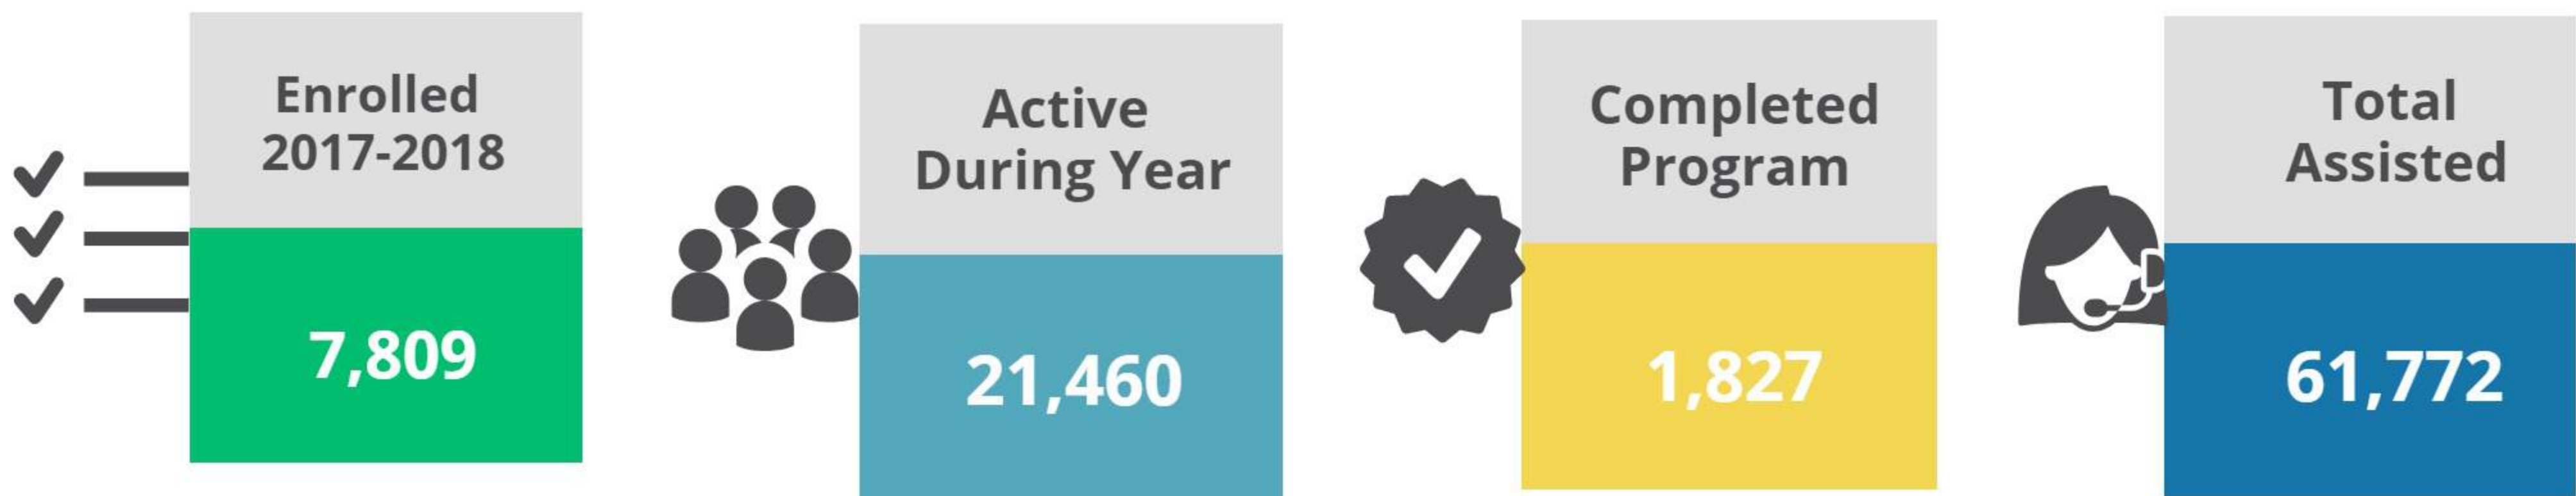 Enrolled
2017-2018
7,809
Active
During Year
21,460
Completed
Program
1,827
Total
Assisted
61,772